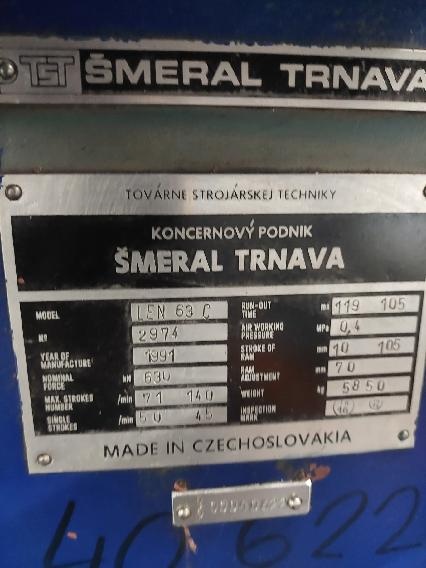 TST ŠMERAL TRNAVA
TOVÁRNE STROJÁRSKEJ TECHNIKY
KONCERNOVÝ PODNIK
ŠMERAL TRNAVA
MODEL LEN 63 C
Nº 2974
YEAR OF MANUFACTURE 1991
NOMINAL FORCE kN 630
MAX. STROKES NUMBER /min 71 140
SINGLE STROKES /min 50 45
RUN-OUT TIME ms 119 105
AIR WORKING PRESSURE MPa 0,4
STROKE OF RAM mm 10 105
RAM ADJUSTMENT mm 70
WEIGHT kg 5850
INSPECTION MARK
MADE IN CZECHOSLOVAKIA
40622